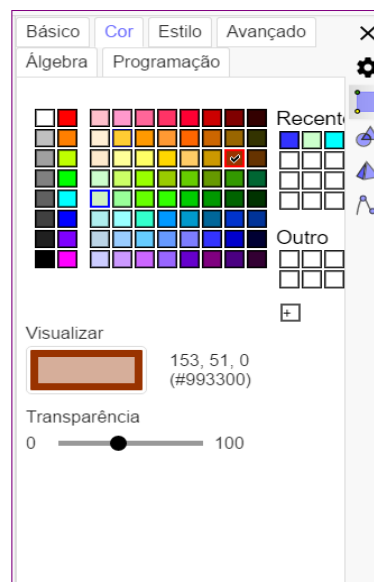 Básico Cor Estilo Avançado
Álgebra Programação
Recente
Outro
+
Visualizar
153, 51, 0
(#993300)
Transparência
0 100